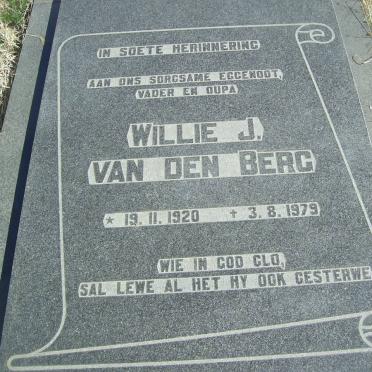 IN SOETE HERINNERING
AAN ONS SORGSAME EGGENOOT,
VADER EN OUPA
WILLIE J.
VAN DEN BERG
* 19.11.1920 ✝ 3.8.1979
WIE IN GOD GLO,
SAL LEWE AL HET HY OOK GESTERWE